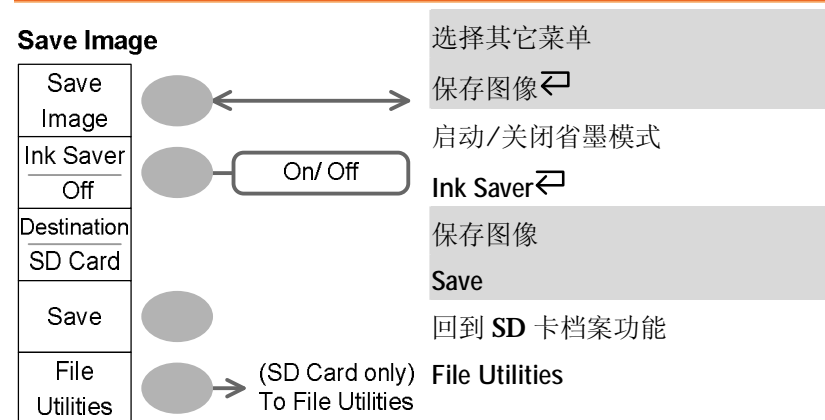 Save Image
Save
Image
Ink Saver
Off
On/ Off
Destination
SD Card
Save
File
Utilities
(SD Card only)
To File Utilities
选择其它菜单
保存图像
启动/关闭省墨模式
Ink Saver
保存图像
Save
回到 SD 卡档案功能
File Utilities